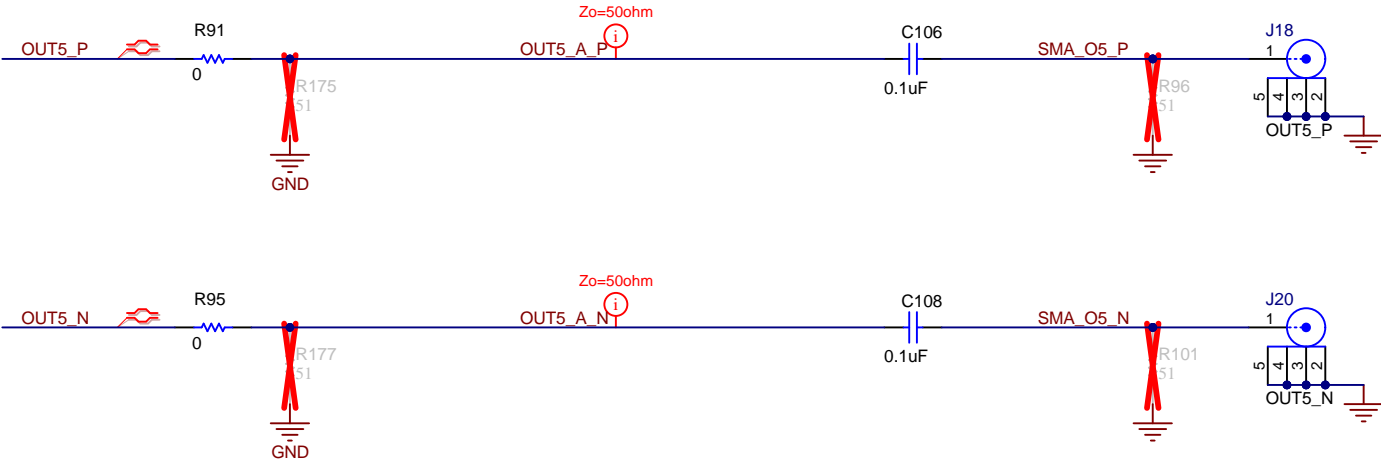 Zo=50ohm
R91
C106
J18
OUT5_P
OUT5_A_P
i
SMA_O5_P
1
0
R175
51
0.1uF
R96
51
5 4 3 2
OUT5_P
GND
Zo=50ohm
R95
C108
J20
OUT5_N
OUT5_A_N
i
SMA_O5_N
1
0
R177
51
0.1uF
R101
51
5 4 3 2
OUT5_N
GND